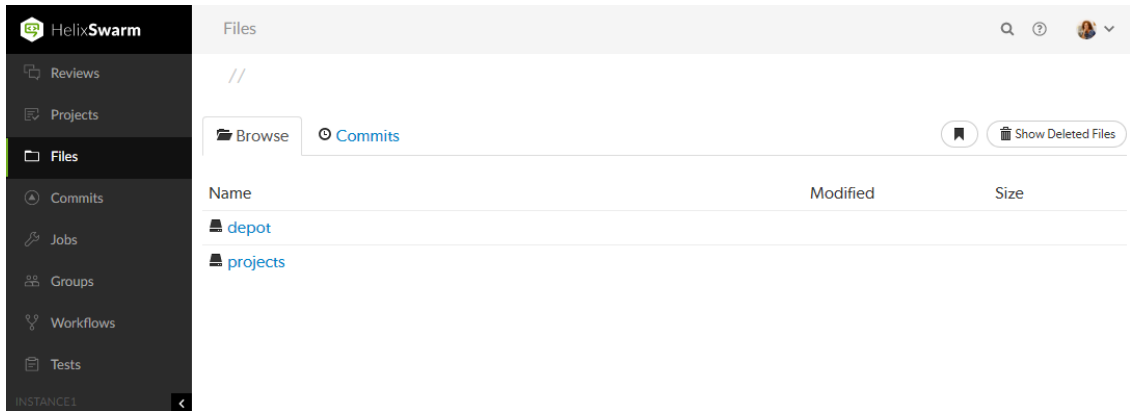 HelixSwarm
Files
Reviews
Projects
Files
Commits
Jobs
Groups
Workflows
Tests
INSTANCE1
//
Browse
Commits
Show Deleted Files
Name Modified Size
depot
projects